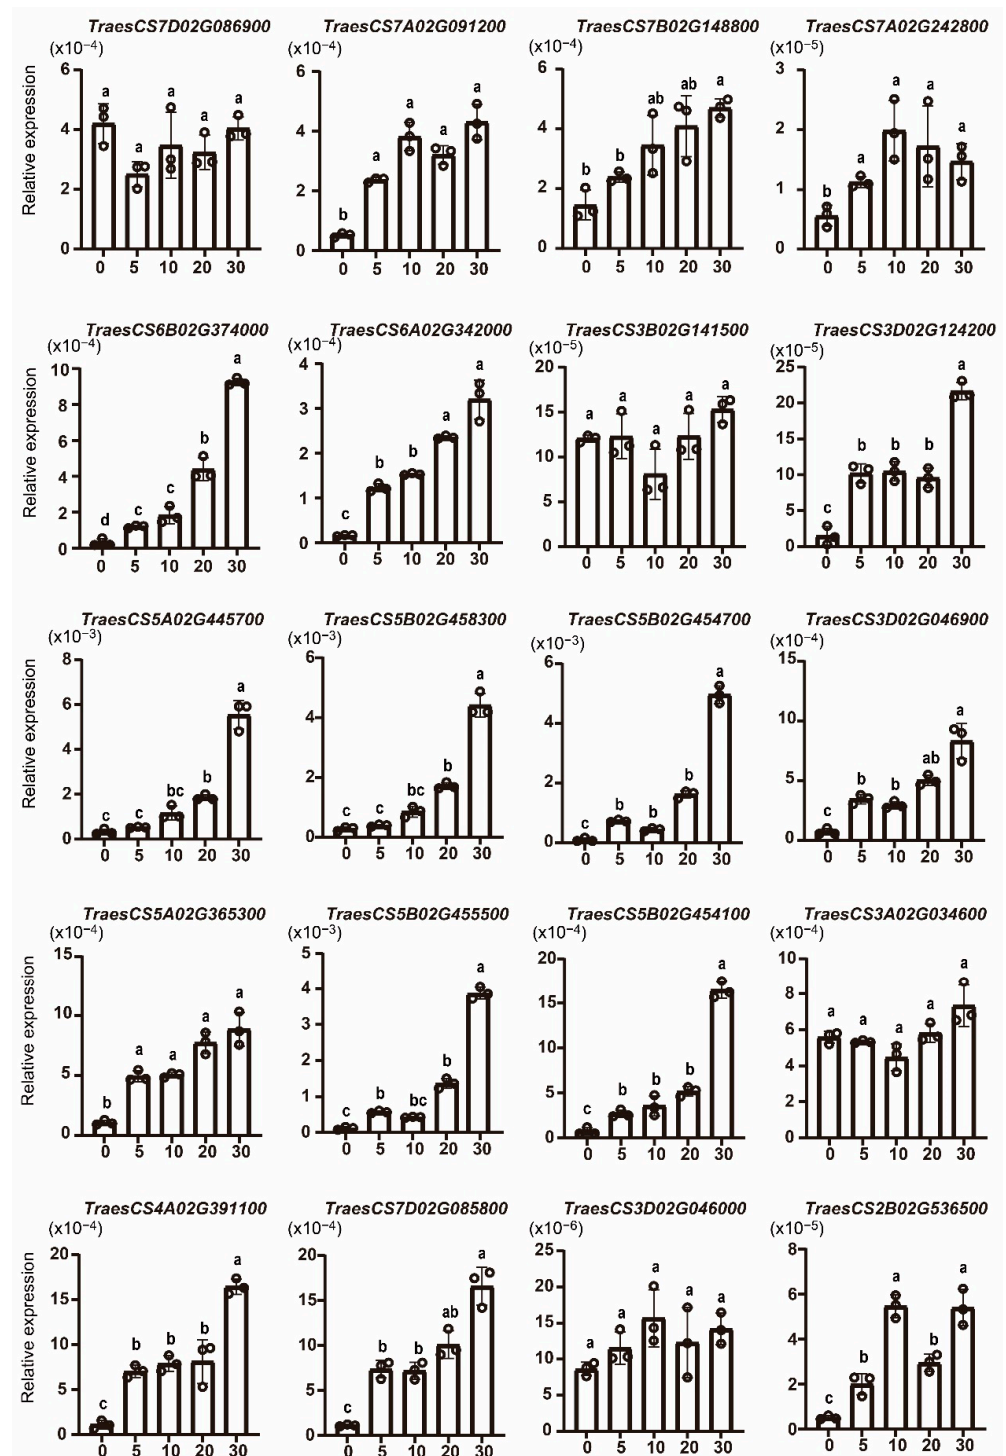 TraesCS7D02G086900 TraesCS7A02G091200 TraesCS7B02G148800 TraesCS7A02G242800
(x10⁻⁴) (x10⁻⁴) (x10⁻⁴) (x10⁻⁵)
Relative expression
6 4 2 0
a a a a a
0 5 10 20 30
6 4 2 0
b a a a a
0 5 10 20 30
6 4 2 0
b b ab ab a
0 5 10 20 30
3 2 1 0
b a a a a
0 5 10 20 30
TraesCS6B02G374000 TraesCS6A02G342000 TraesCS3B02G141500 TraesCS3D02G124200
(x10⁻⁴) (x10⁻⁴) (x10⁻⁵) (x10⁻⁵)
Relative expression
10 8 6 4 2 0
d c c b a
0 5 10 20 30
4 3 2 1 0
c b b a a
0 5 10 20 30
20 15 10 5 0
a a a a a
0 5 10 20 30
25 20 15 10 5 0
c b b b a
0 5 10 20 30
TraesCS5A02G445700 TraesCS5B02G458300 TraesCS5B02G454700 TraesCS3D02G046900
(x10⁻³) (x10⁻³) (x10⁻³) (x10⁻⁴)
Relative expression
8 6 4 2 0
c c bc b a
0 5 10 20 30
6 4 2 0
c c bc b a
0 5 10 20 30
6 4 2 0
c b b b a
0 5 10 20 30
15 10 5 0
c b b ab a
0 5 10 20 30
TraesCS5A02G365300 TraesCS5B02G455500 TraesCS5B02G454100 TraesCS3A02G034600
(x10⁻⁴) (x10⁻³) (x10⁻⁴) (x10⁻⁴)
Relative expression
15 10 5 0
b a a a a
0 5 10 20 30
5 4 3 2 1 0
c b bc b a
0 5 10 20 30
20 15 10 5 0
c b b b a
0 5 10 20 30
10 8 6 4 2 0
a a a a a
0 5 10 20 30
TraesCS4A02G391100 TraesCS7D02G085800 TraesCS3D02G046000 TraesCS2B02G536500
(x10⁻⁴) (x10⁻⁴) (x10⁻⁶) (x10⁻⁵)
Relative expression
20 15 10 5 0
c b b b a
0 5 10 20 30
20 15 10 5 0
c b b ab a
0 5 10 20 30
25 20 15 10 5 0
a a a a a
0 5 10 20 30
8 6 4 2 0
c b a b a
0 5 10 20 30